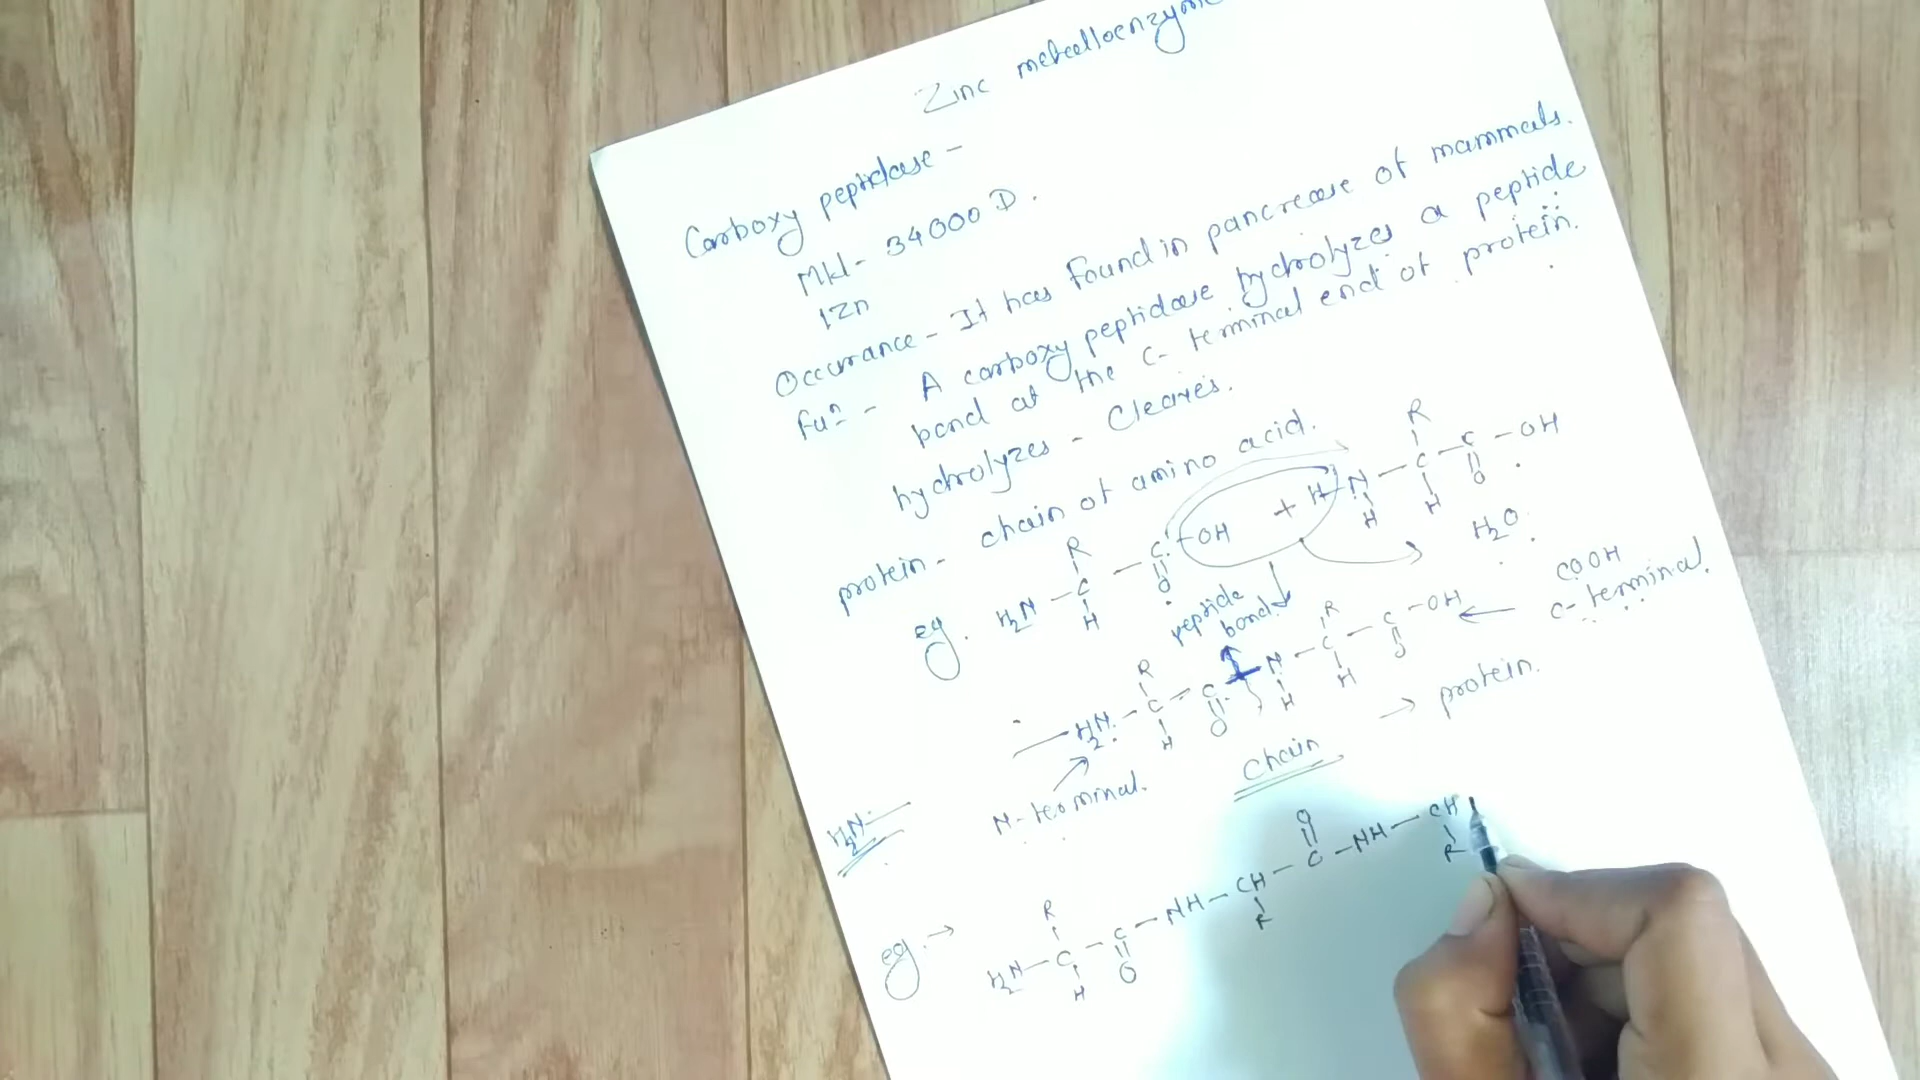 Zinc metalloenzyme
Carboxy peptidase -
Mkl - 34000 D.
1Zn
Occurrance - It has found in pancrease of mammals.
fuⁿ - A carboxy peptidase hydrolyzes a peptide
bond at the C- terminal end of protein.
hydrolyzes - Cleaves.
protein - chain of amino acid.
eg. H2N - C - C - OH + H - N - C - C - OH
R H O H R H O
H2O
peptide
bond.
COOH
C- terminal.
H2N - C - C - N - C - C - OH
R H O H R H O
→ protein.
N- terminal.
chain
H2N
eg. → H2N - C - C - NH - CH - C - NH - CH
R H O R O R